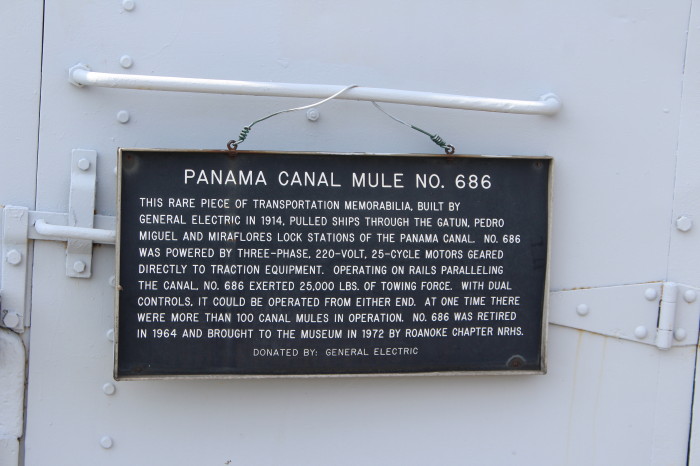 PANAMA CANAL MULE NO. 686
THIS RARE PIECE OF TRANSPORTATION MEMORABILIA, BUILT BY
GENERAL ELECTRIC IN 1914, PULLED SHIPS THROUGH THE GATUN, PEDRO
MIGUEL AND MIRAFLORES LOCK STATIONS OF THE PANAMA CANAL. NO. 686
WAS POWERED BY THREE-PHASE, 220-VOLT, 25-CYCLE MOTORS GEARED
DIRECTLY TO TRACTION EQUIPMENT. OPERATING ON RAILS PARALLELING
THE CANAL, NO. 686 EXERTED 25,000 LBS. OF TOWING FORCE. WITH DUAL
CONTROLS, IT COULD BE OPERATED FROM EITHER END. AT ONE TIME THERE
WERE MORE THAN 100 CANAL MULES IN OPERATION. NO. 686 WAS RETIRED
IN 1964 AND BROUGHT TO THE MUSEUM IN 1972 BY ROANOKE CHAPTER NRHS.
DONATED BY: GENERAL ELECTRIC